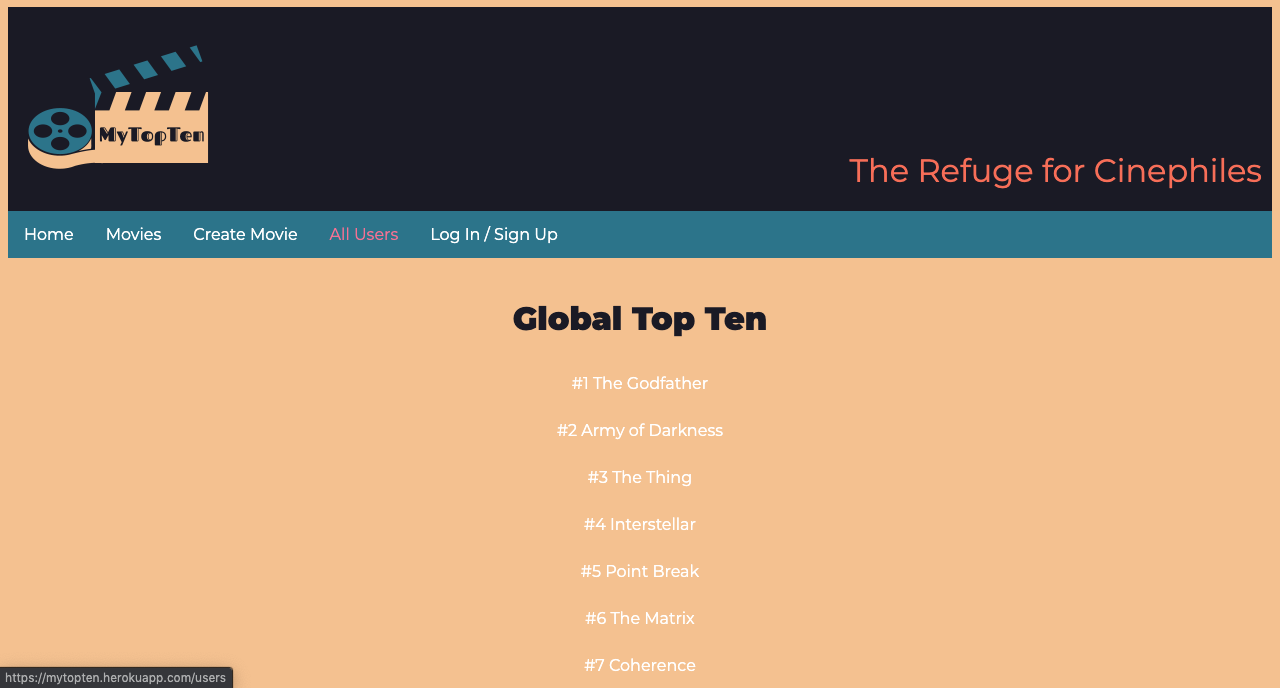 MyTopTen
The Refuge for Cinephiles
Home Movies Create Movie All Users Log In / Sign Up
Global Top Ten
#1 The Godfather
#2 Army of Darkness
#3 The Thing
#4 Interstellar
#5 Point Break
#6 The Matrix
#7 Coherence
https://mytopten.herokuapp.com/users